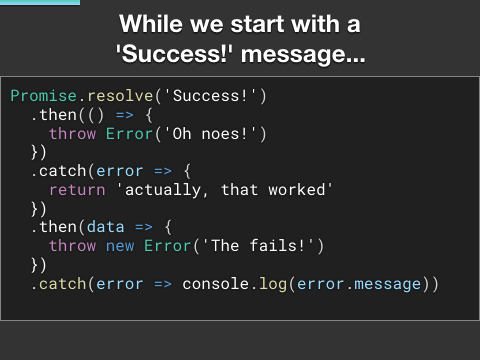 While we start with a
'Success!' message...
Promise.resolve('Success!')
  .then(() => {
    throw Error('Oh noes!')
  })
  .catch(error => {
    return 'actually, that worked'
  })
  .then(data => {
    throw new Error('The fails!')
  })
  .catch(error => console.log(error.message))